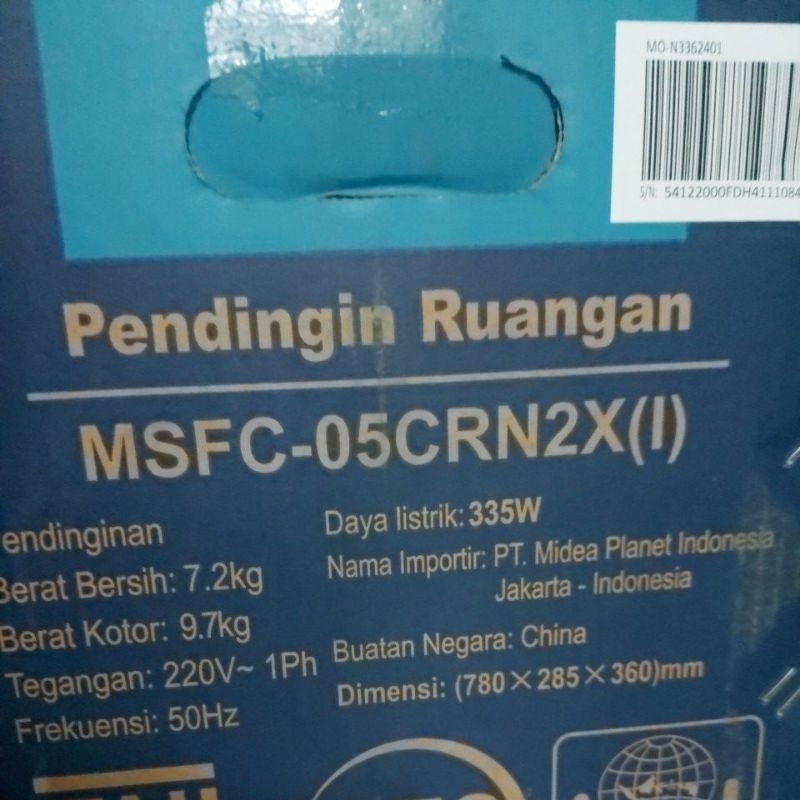 MO-N3362401
S/N: 54122000FDH4111084
Pendingin Ruangan
MSFC-05CRN2X(I)
endinginan
Berat Bersih: 7.2kg
Berat Kotor: 9.7kg
Tegangan: 220V~ 1Ph
Frekuensi: 50Hz
Daya listrik: 335W
Nama Importir: PT. Midea Planet Indonesia
Jakarta - Indonesia
Buatan Negara: China
Dimensi: (780×285×360)mm